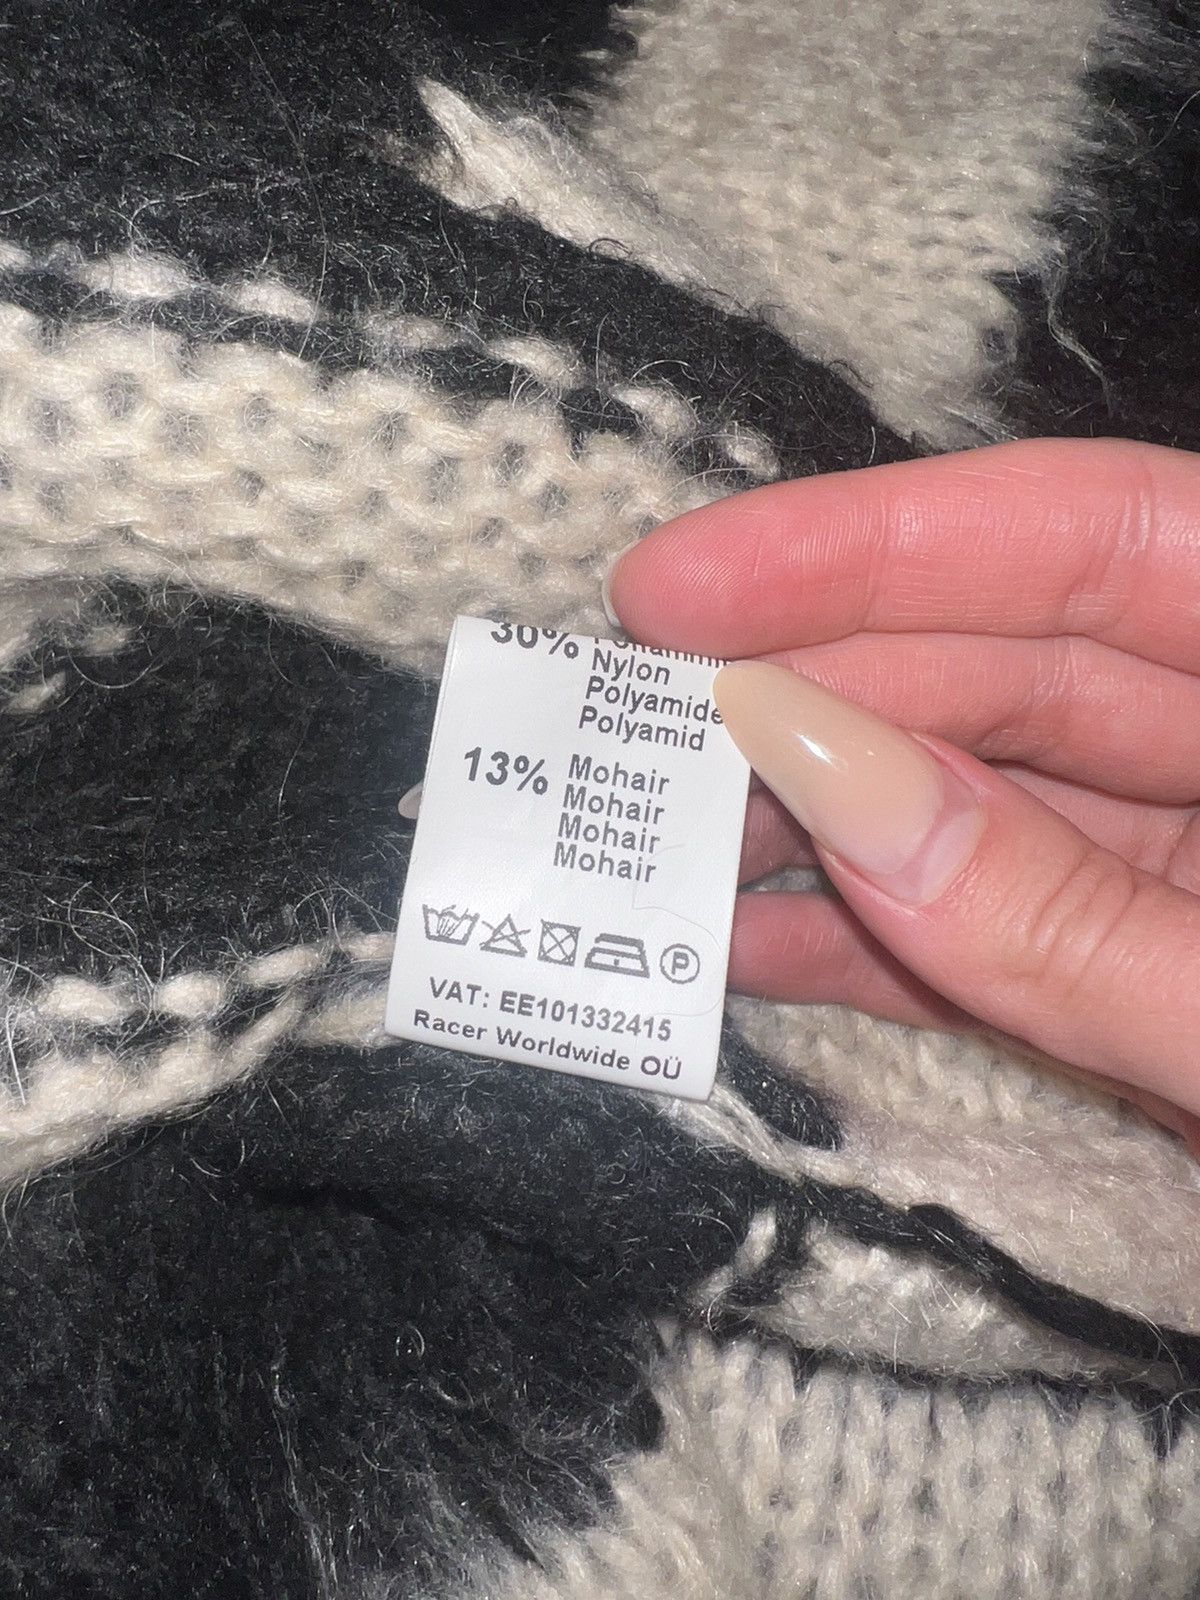 30%
Nylon
Polyamide
Polyamid
13% Mohair
Mohair
Mohair
Mohair
P
VAT: EE101332415
Racer Worldwide OÜ